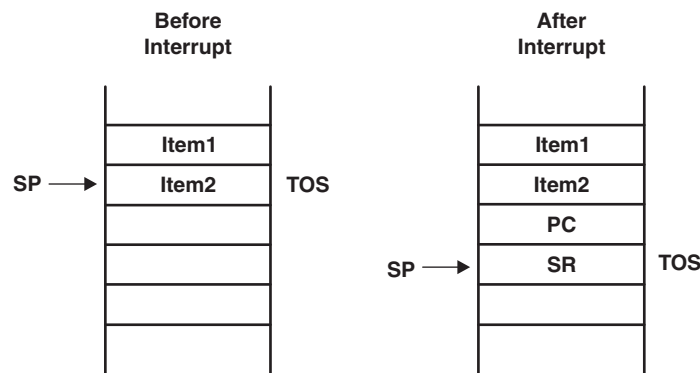 Before
Interrupt
After
Interrupt
Item1
SP
Item2
TOS
Item1
Item2
PC
SP
SR
TOS